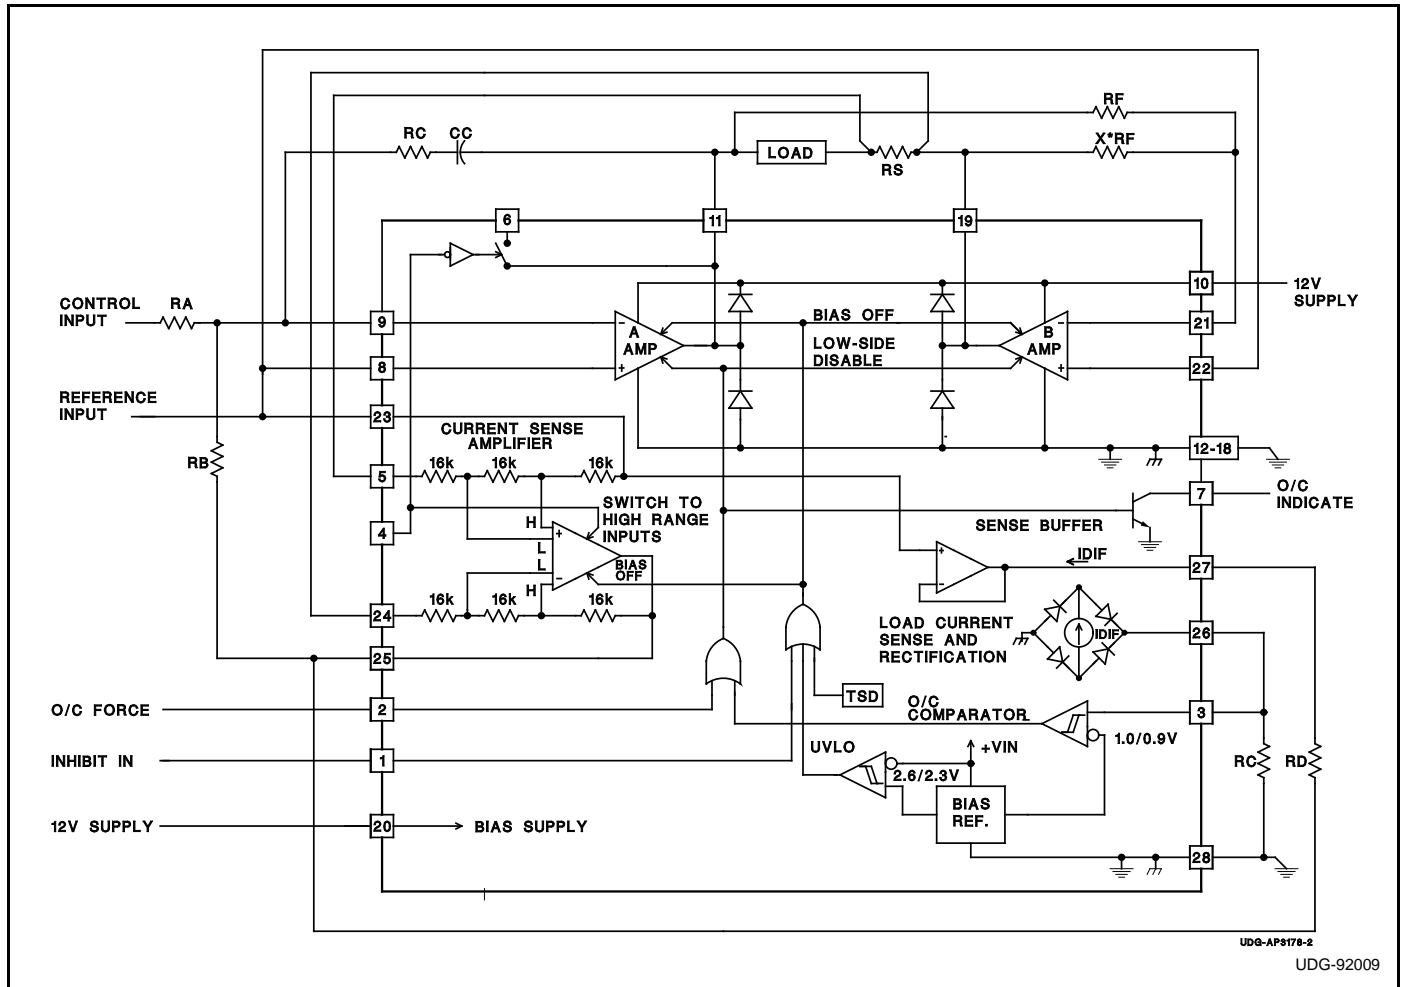 RF
RC CC
X*RF
LOAD
RS
6
11
19
CONTROL
INPUT
RA
9
8
REFERENCE
INPUT
23
RB
5
4
24
25
O/C FORCE
2
INHIBIT IN
1
12V SUPPLY
20
BIAS SUPPLY
A
AMP
-
+
BIAS OFF
LOW-SIDE
DISABLE
B
AMP
-
+
10
12V
SUPPLY
21
22
12-18
7
O/C
INDICATE
CURRENT SENSE
AMPLIFIER
16k 16k 16k
SWITCH TO
HIGH RANGE
INPUTS
H
L
L
H
+
-
BIAS
OFF
16k 16k 16k
SENSE BUFFER
+
-
IDIF
27
LOAD CURRENT
SENSE AND
RECTIFICATION
IDIF
26
TSD
O/C
COMPARATOR
3
1.0/0.9V
UVLO
+VIN
2.6/2.3V
BIAS
REF.
RC
RD
28
UDG-AP3176-2
UDG-92009